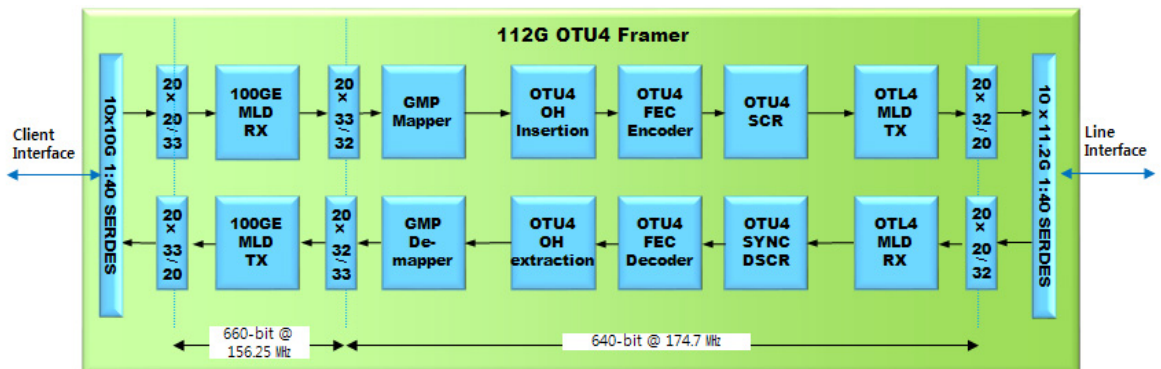 112G OTU4 Framer
Client
Interface
10x10G 1:40 SERDES
20
×
20
/
33
100GE
MLD
RX
20
×
33
/
32
GMP
Mapper
OTU4
OH
Insertion
OTU4
FEC
Encoder
OTU4
SCR
OTL4
MLD
TX
20
×
32
/
20
10 x 11.2G 1:40 SERDES
Line
Interface
20
×
33
/
20
100GE
MLD
TX
20
×
32
/
33
GMP
De-
mapper
OTU4
OH
extraction
OTU4
FEC
Decoder
OTU4
SYNC
DSCR
OTL4
MLD
RX
20
×
20
/
32
660-bit @
156.25 MHz
640-bit @ 174.7 MHz